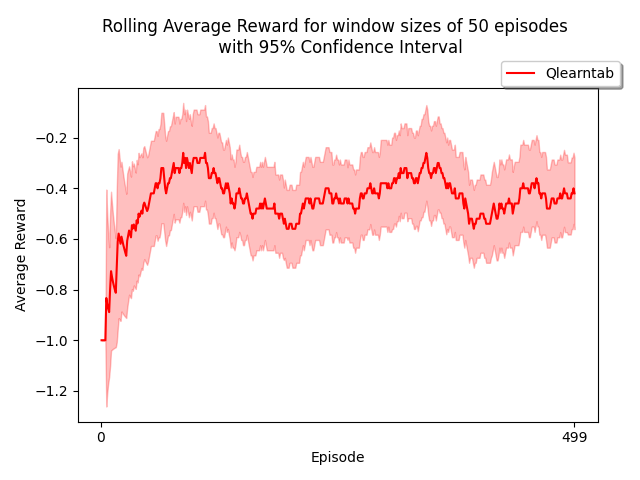 Rolling Average Reward for window sizes of 50 episodes
with 95% Confidence Interval
Qlearntab
Average Reward
−0.2
−0.4
−0.6
−0.8
−1.0
−1.2
0
499
Episode